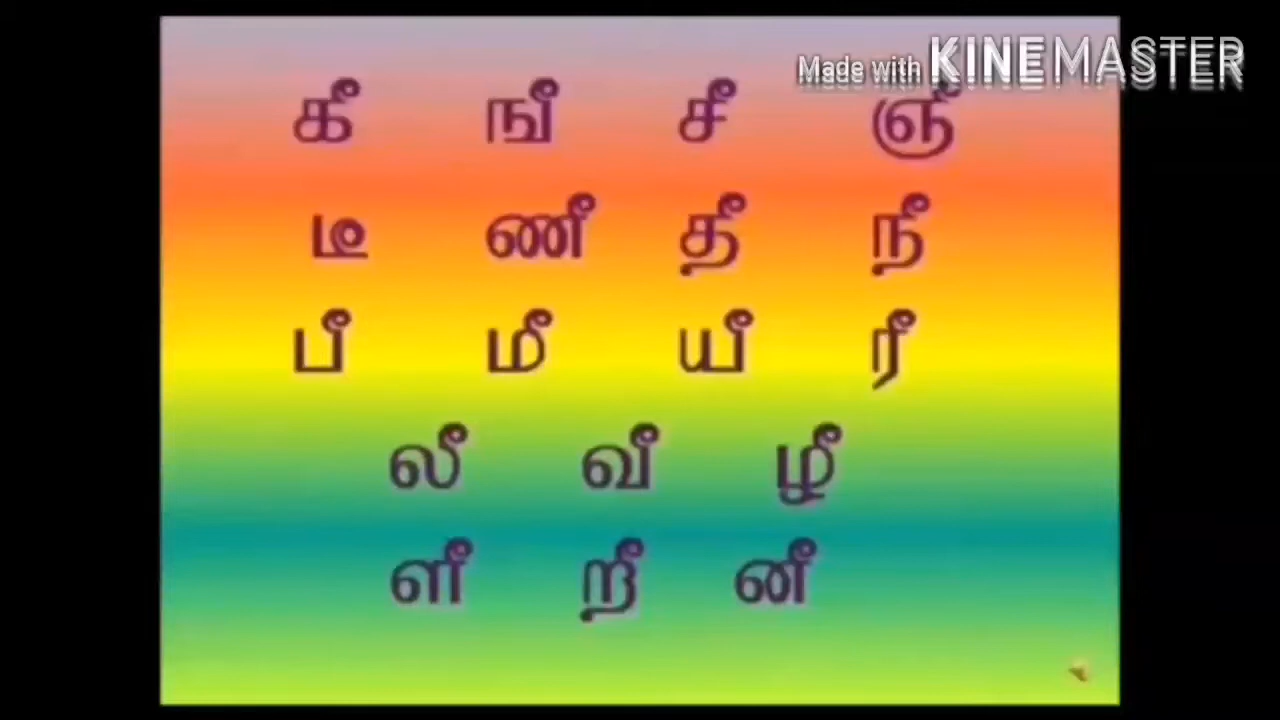 Made with KINEMASTER
கீ ஙீ சீ ஞீ
டீ ணீ தீ நீ
பீ மீ யீ ரீ
லீ வீ ழீ
ளீ றீ னீ